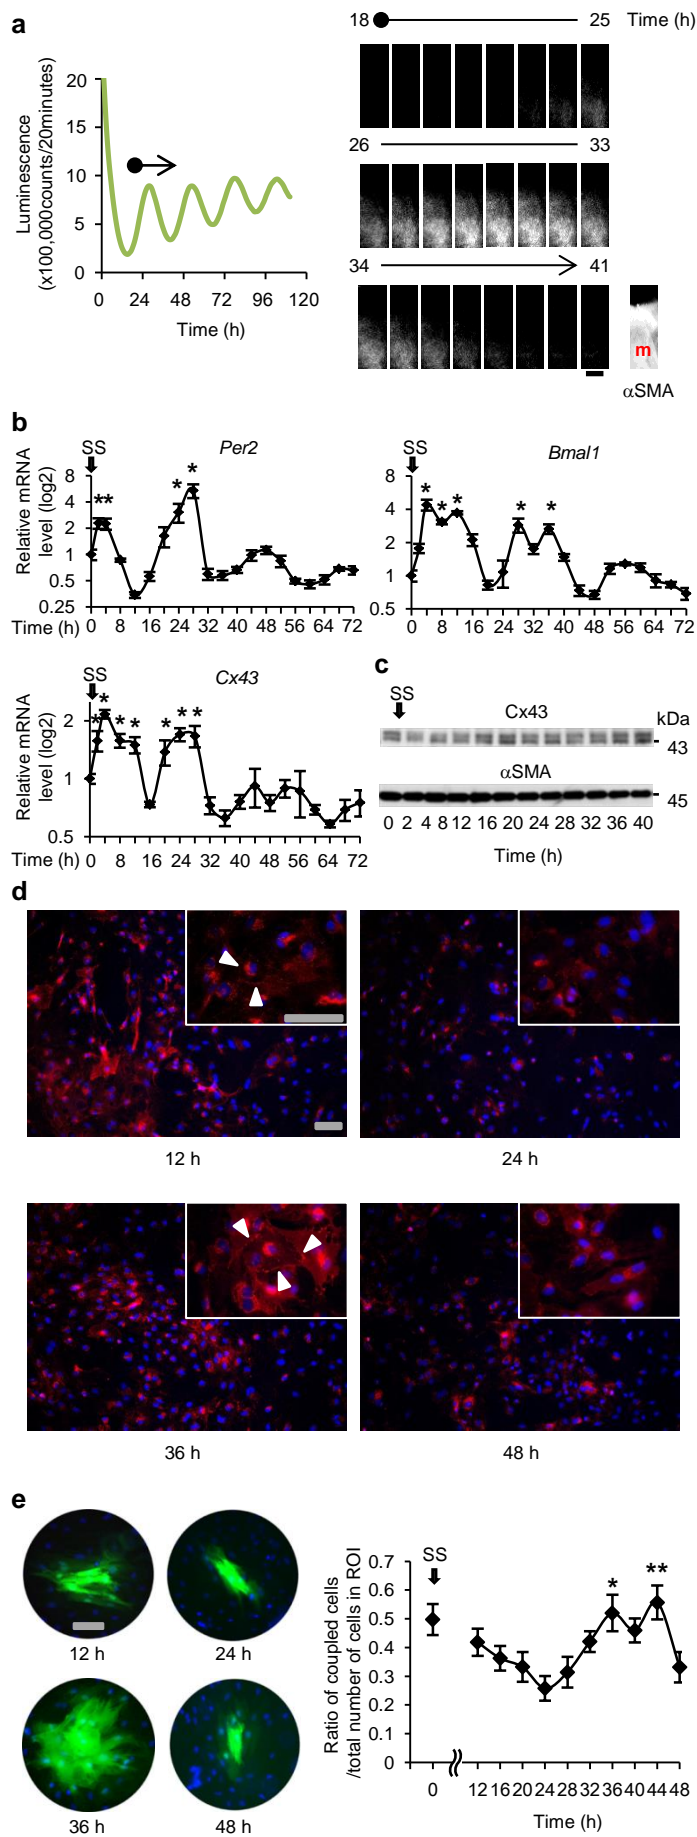 a
18
25
Time (h)
Luminescence
(x100,000counts/20minutes)
20
15
10
5
0
0
24
48
72
96
120
Time (h)
26
33
34
41
m
αSMA
b
SS
Per2
Relative mRNA
level (log2)
8
4
2
1
0.5
0.25
**
*
*
Time (h)
0 8 16 24 32 40 48 56 64 72
SS
Bmal1
Relative mRNA
level (log2)
8
4
2
1
0.5
*
*
*
*
*
0 8 16 24 32 40 48 56 64 72
SS
Cx43
Relative mRNA
level (log2)
2
1
0.5
*
*
*
*
*
*
*
Time (h)
0 8 16 24 32 40 48 56 64 72
c
SS
Cx43
kDa
43
αSMA
45
0 2 4 8 12 16 20 24 28 32 36 40
Time (h)
d
12 h
24 h
36 h
48 h
e
12 h
24 h
36 h
48 h
Ratio of coupled cells
/total number of cells in ROI
0.7
0.6
0.5
0.4
0.3
0.2
0.1
0
SS
*
**
0 12 16 20 24 28 32 36 40 44 48
Time (h)